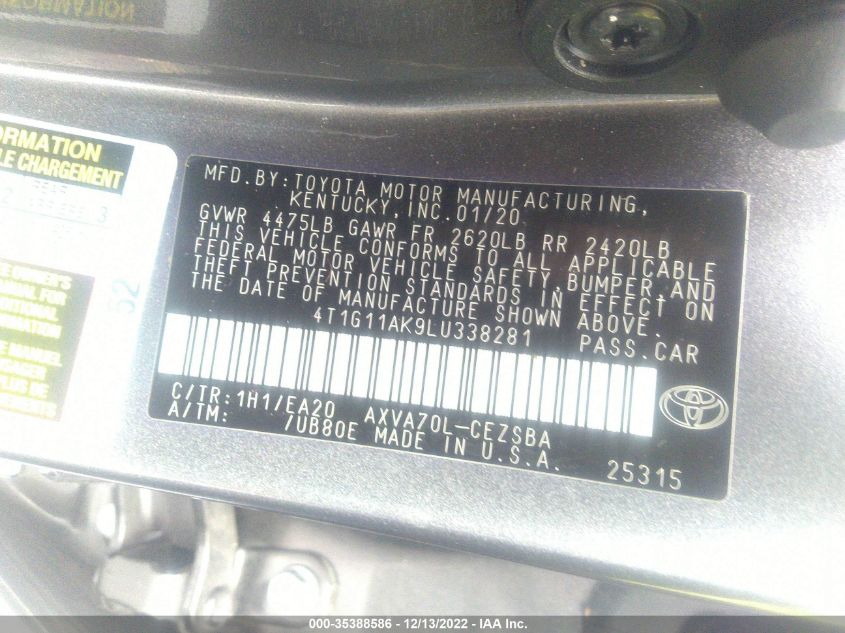 FORMATION
ORMATION
LE CHARGEMENT
3
62
MFD.BY:TOYOTA MOTOR MANUFACTURING,
KENTUCKY,INC.01/20
GVWR 4475LB GAWR FR 2620LB RR 2420LB
THIS VEHICLE CONFORMS TO ALL APPLICABLE
FEDERAL MOTOR VEHICLE SAFETY,BUMPER,AND
THEFT PREVENTION STANDARDS IN EFFECT ON
THE DATE OF MANUFACTURE SHOWN ABOVE.
4T1G11AK9LU338281 PASS.CAR
C/TR:1H1/EA20 AXVA70L-CEZSBA
A/TM: /UB80E MADE IN U.S.A.
25315
000-35388586 - 12/13/2022 - IAA Inc.